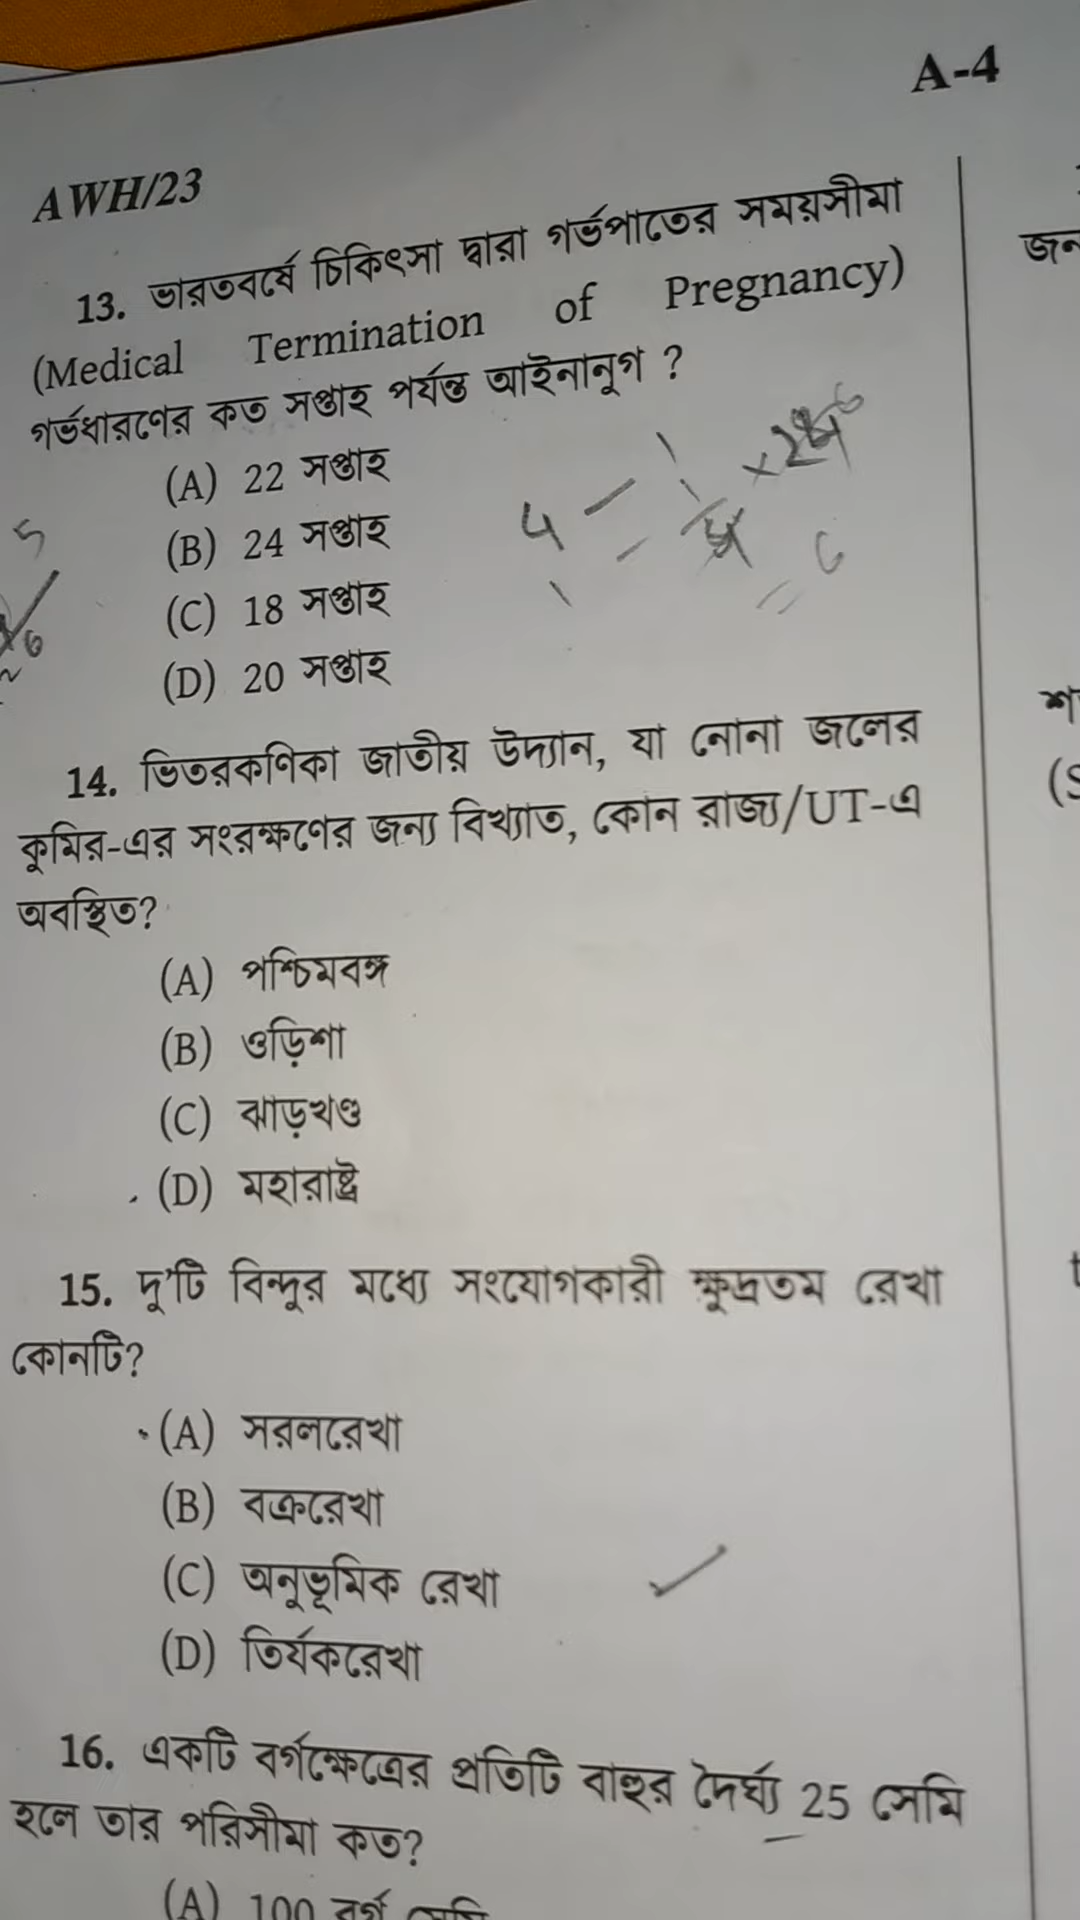 A-4
AWH/23
13. ভারতবর্ষে চিকিৎসা দ্বারা গর্ভপাতের সময়সীমা
(Medical Termination of Pregnancy)
গর্ভধারণের কত সপ্তাহ পর্যন্ত আইনানুগ ?
(A) 22 সপ্তাহ
(B) 24 সপ্তাহ
(C) 18 সপ্তাহ
(D) 20 সপ্তাহ
14. ভিতরকণিকা জাতীয় উদ্যান, যা নোনা জলের
কুমির-এর সংরক্ষণের জন্য বিখ্যাত, কোন রাজ্য/UT-এ
অবস্থিত?
(A) পশ্চিমবঙ্গ
(B) ওড়িশা
(C) ঝাড়খণ্ড
(D) মহারাষ্ট্র
15. দু'টি বিন্দুর মধ্যে সংযোগকারী ক্ষুদ্রতম রেখা
কোনটি?
(A) সরলরেখা
(B) বক্ররেখা
(C) অনুভূমিক রেখা
(D) তির্যকরেখা
16. একটি বর্গক্ষেত্রের প্রতিটি বাহুর দৈর্ঘ্য 25 সেমি
হলে তার পরিসীমা কত?
(A) 100 বর্গ সেমি